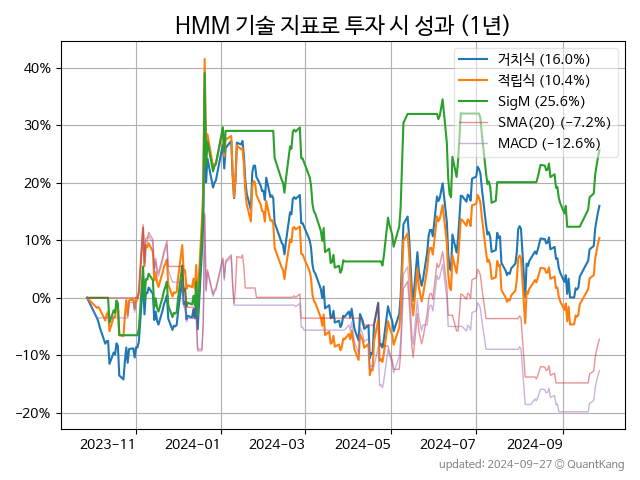 HMM 기술 지표로 투자 시 성과 (1년)
거치식 (16.0%)
적립식 (10.4%)
SigM (25.6%)
SMA(20) (−7.2%)
MACD (−12.6%)
40%
30%
20%
10%
0%
−10%
−20%
2023-11 2024-01 2024-03 2024-05 2024-07 2024-09
updated: 2024-09-27 © QuantKang